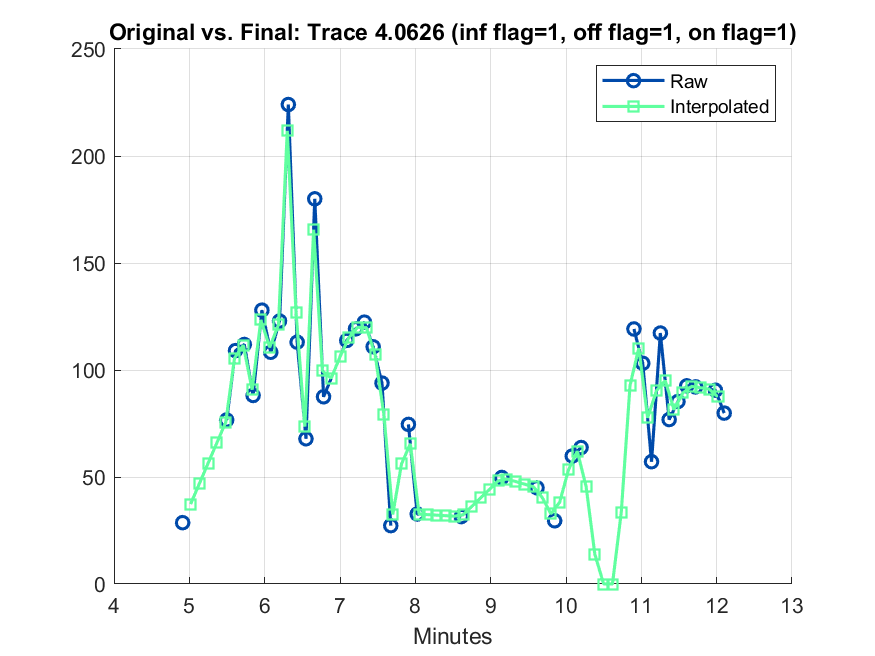 Original vs. Final: Trace 4.0626 (inf flag=1, off flag=1, on flag=1)
250
200
150
100
50
0
4 5 6 7 8 9 10 11 12 13
Minutes
Raw
Interpolated